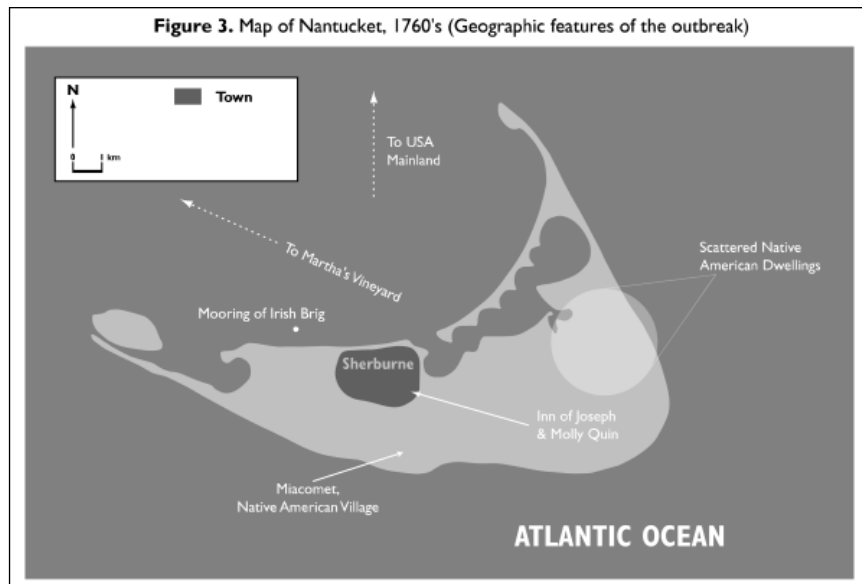 Figure 3. Map of Nantucket, 1760's (Geographic features of the outbreak)
N
Town
0 1 km
To USA
Mainland
To Martha's Vineyard
Scattered Native
American Dwellings
Mooring of Irish Brig
Sherburne
Inn of Joseph
& Molly Quin
Miacomet,
Native American Village
ATLANTIC OCEAN